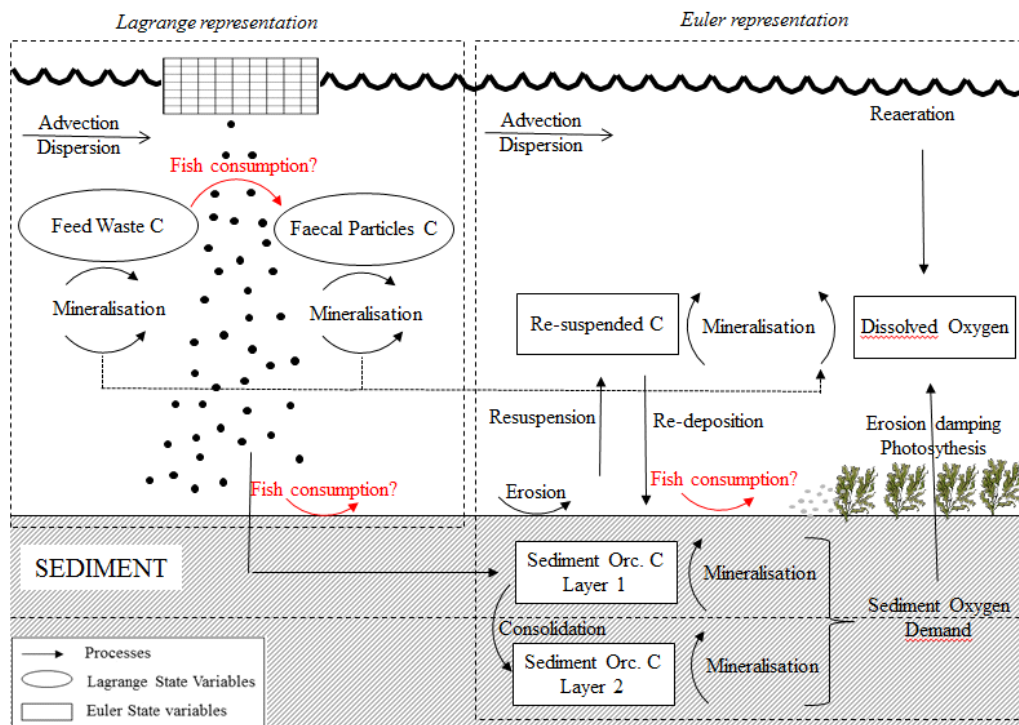 Lagrange representation
Euler representation
Advection
Dispersion
Fish consumption?
Feed Waste C
Faecal Particles C
Mineralisation
Mineralisation
Fish consumption?
Advection
Dispersion
Reaeration
Re-suspended C
Mineralisation
Dissolved Oxygen
Resuspension
Re-deposition
Erosion damping
Photosythesis
Erosion
Fish consumption?
SEDIMENT
Sediment Orc. C
Layer 1
Mineralisation
Consolidation
Sediment Oxygen
Demand
Sediment Orc. C
Layer 2
Mineralisation
Processes
Lagrange State Variables
Euler State variables